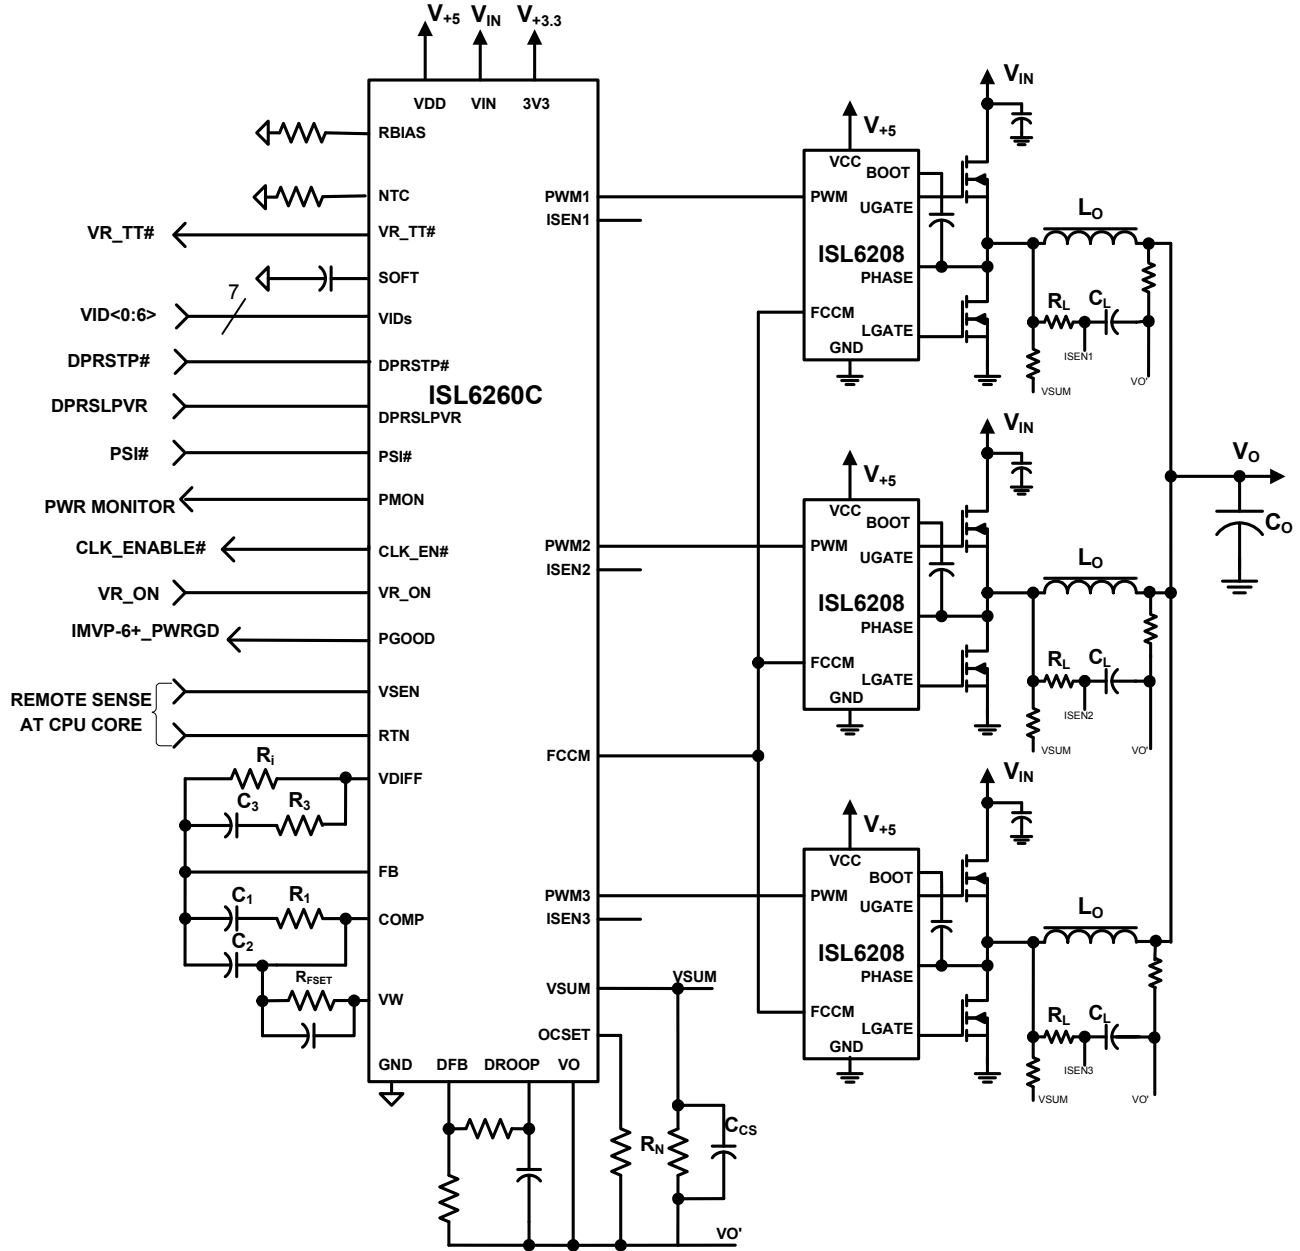 V+5 VIN V+3.3
VDD VIN 3V3
RBIAS
NTC
VR_TT# VR_TT#
SOFT
7
VID<0:6> VIDs
DPRSTP# DPRSTP#
ISL6260C
DPRSLPVR DPRSLPVR
PSI# PSI#
PWR MONITOR PMON
CLK_ENABLE# CLK_EN#
VR_ON VR_ON
IMVP-6+_PWRGD PGOOD
REMOTE SENSE
AT CPU CORE
VSEN
RTN
Ri
VDIFF
C3 R3
FB
C1 R1
COMP
C2
RFSET
VW
GND DFB DROOP VO
PWM1
ISEN1
PWM2
ISEN2
FCCM
PWM3
ISEN3
VSUM VSUM
OCSET
RN CCS
VO'
VIN
V+5
VCC
BOOT
PWM
UGATE
ISL6208
PHASE
FCCM
LGATE
GND
LO
RL CL
ISEN1
VSUM VO'
VIN
V+5
VCC
BOOT
PWM
UGATE
ISL6208
PHASE
FCCM
LGATE
GND
LO
RL CL
ISEN2
VSUM VO'
VIN
V+5
VCC
BOOT
PWM
UGATE
ISL6208
PHASE
FCCM
LGATE
GND
LO
RL CL
ISEN3
VSUM VO'
VO
CO